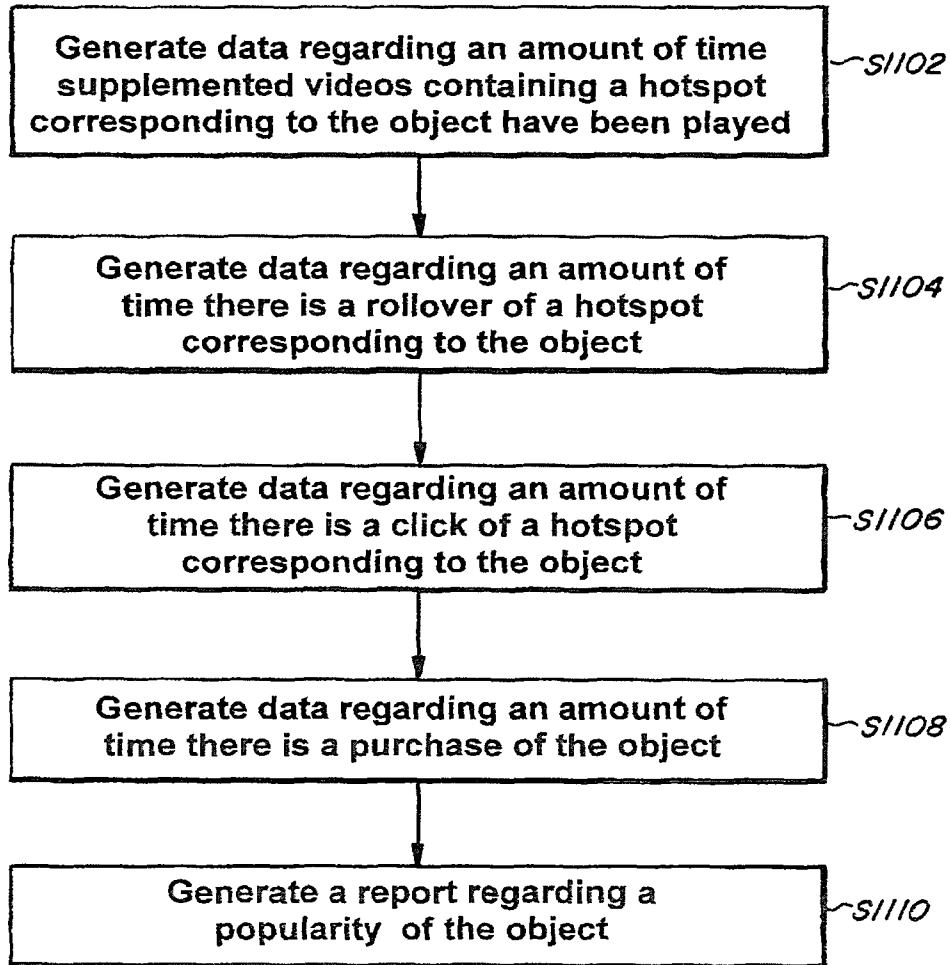 Generate data regarding an amount of time
supplemented videos containing a hotspot
corresponding to the object have been played
S1102
Generate data regarding an amount of
time there is a rollover of a hotspot
corresponding to the object
S1104
Generate data regarding an amount of
time there is a click of a hotspot
corresponding to the object
S1106
Generate data regarding an amount of
time there is a purchase of the object
S1108
Generate a report regarding a
popularity of the object
S1110